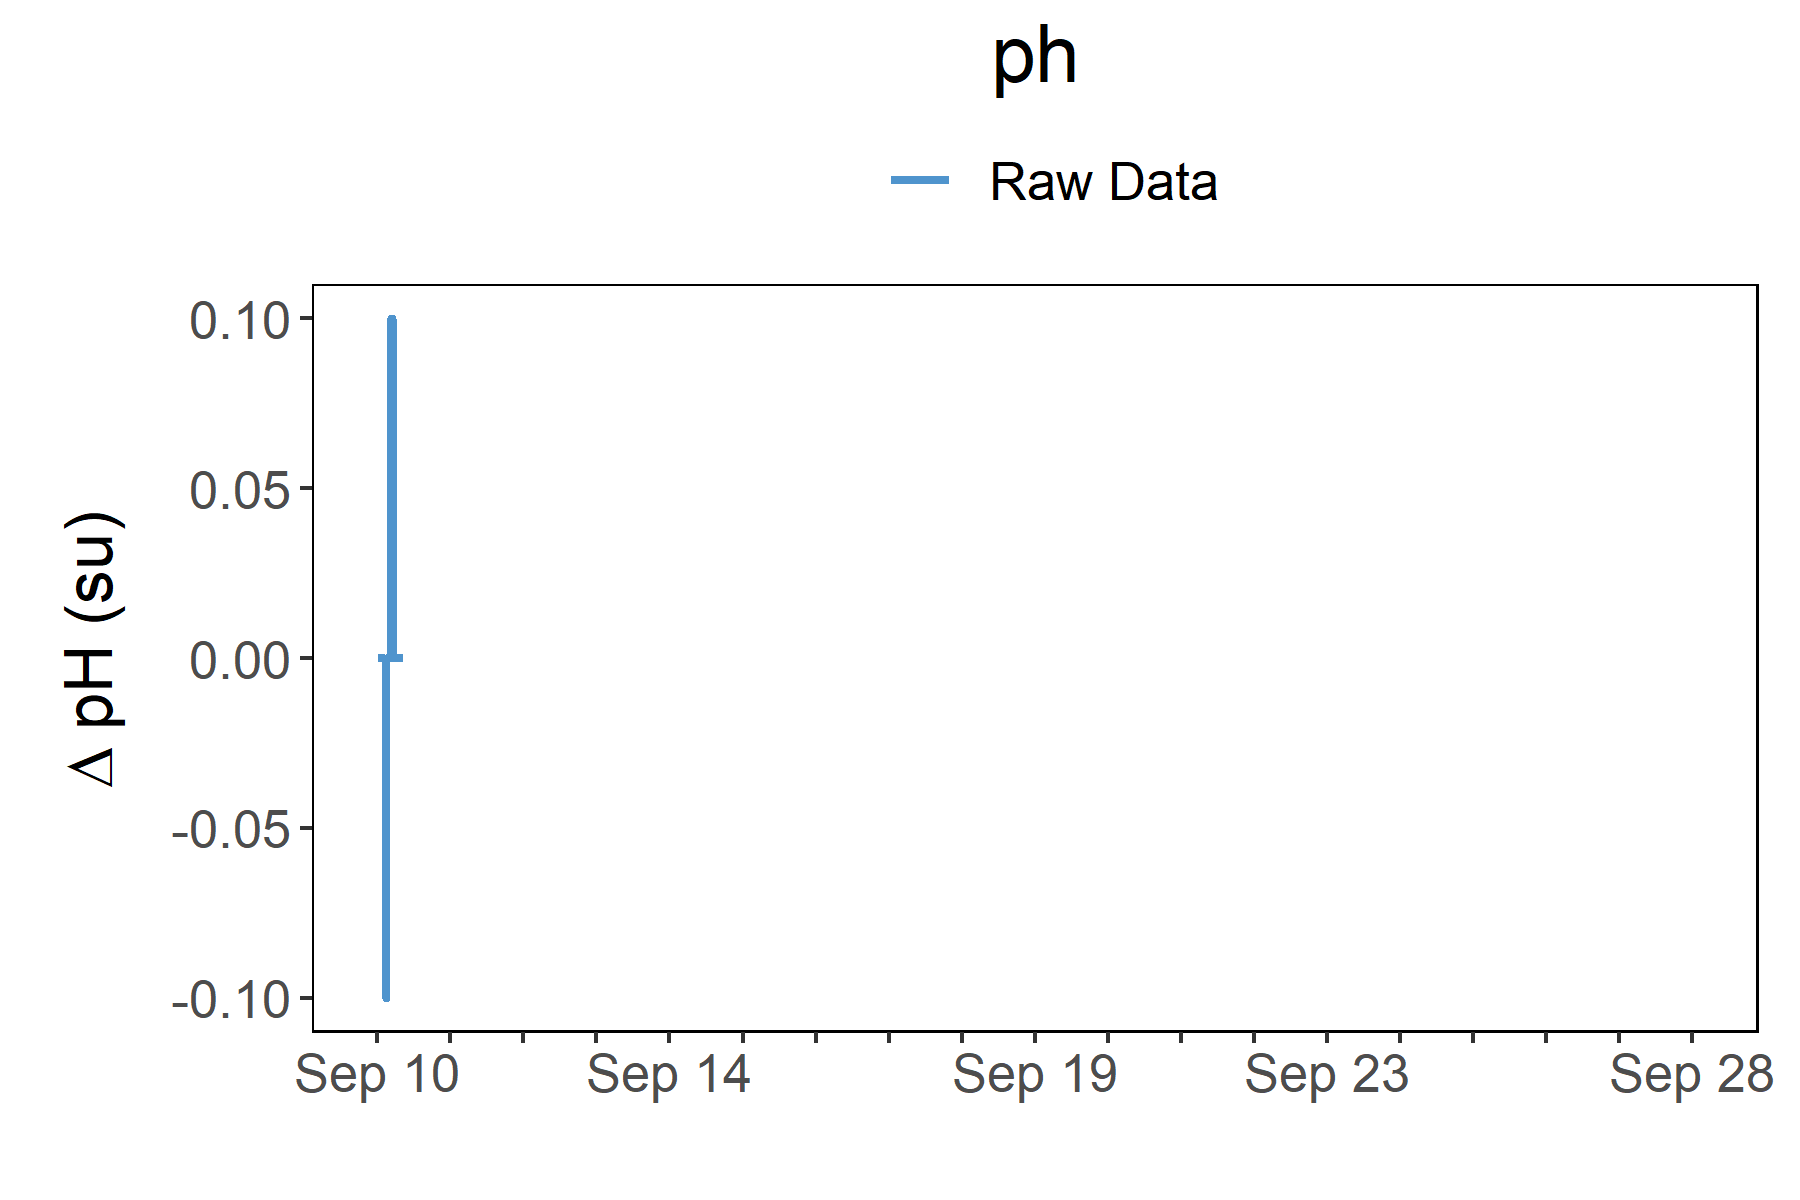 ph
Raw Data
Δ pH (su)
0.10
0.05
0.00
-0.05
-0.10
Sep 10 Sep 14 Sep 19 Sep 23 Sep 28